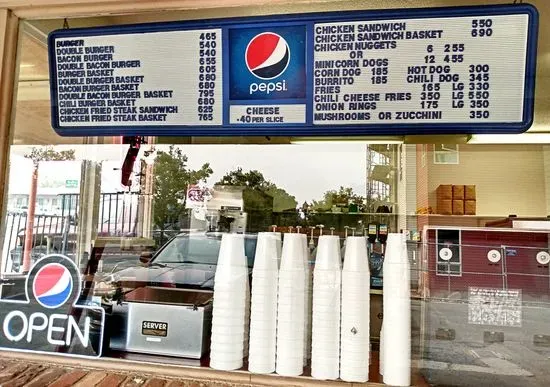 BURGER 465
DOUBLE BURGER 540
BACON BURGER 540
DOUBLE BACON BURGER 655
BURGER BASKET 605
DOUBLE BURGER BASKET 680
BACON BURGER BASKET 680
DOUBLE BACON BURGER BASKET 795
CHILI BURGER BASKET 680
CHICKEN FRIED STEAK SANDWICH 625
CHICKEN FRIED STEAK BASKET 765
pepsi
CHEESE
.40 PER SLICE
CHICKEN SANDWICH 550
CHICKEN SANDWICH BASKET 690
CHICKEN NUGGETS 6 255
OR
MINI CORN DOGS 12 455
CORN DOG 185 HOT DOG 300
BURRITO 185 CHILI DOG 345
FRIES 165 LG 330
CHILI CHEESE FRIES 350 LG 650
ONION RINGS 175 LG 350
MUSHROOMS OR ZUCCHINI 350
OPEN
SERVER